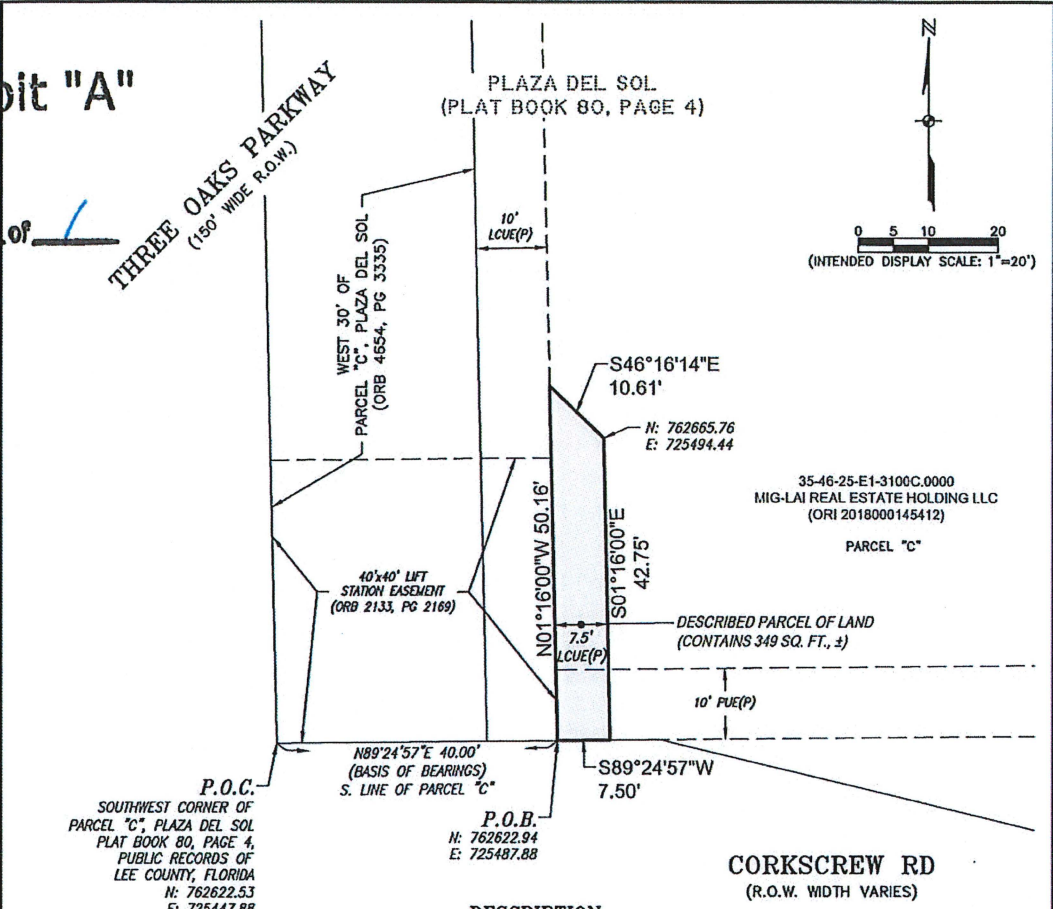 bit "A"
of 1
THREE OAKS PARKWAY
(150' WIDE R.O.W.)
PLAZA DEL SOL
(PLAT BOOK 80, PAGE 4)
N
0 5 10 20
(INTENDED DISPLAY SCALE: 1"=20')
10'
LCUE(P)
WEST 30' OF
PARCEL "C", PLAZA DEL SOL
(ORB 4654, PG 3335)
S46°16'14"E
10.61'
N: 762665.76
E: 725494.44
35-46-25-E1-3100C.0000
MIG-LAI REAL ESTATE HOLDING LLC
(ORI 2018000145412)
PARCEL "C"
N01°16'00"W 50.16'
S01°16'00"E
42.75'
40'x40' LIFT
STATION EASEMENT
(ORB 2133, PG 2169)
7.5'
LCUE(P)
DESCRIBED PARCEL OF LAND
(CONTAINS 349 SQ. FT., ±)
10' PUE(P)
N89°24'57"E 40.00'
(BASIS OF BEARINGS)
S. LINE OF PARCEL "C"
S89°24'57"W
7.50'
P.O.C.
SOUTHWEST CORNER OF
PARCEL "C", PLAZA DEL SOL
PLAT BOOK 80, PAGE 4,
PUBLIC RECORDS OF
LEE COUNTY, FLORIDA
N: 762622.53
E: 725447.88
P.O.B.
N: 762622.94
E: 725487.88
CORKSCREW RD
(R.O.W. WIDTH VARIES)
DESCRIPTION